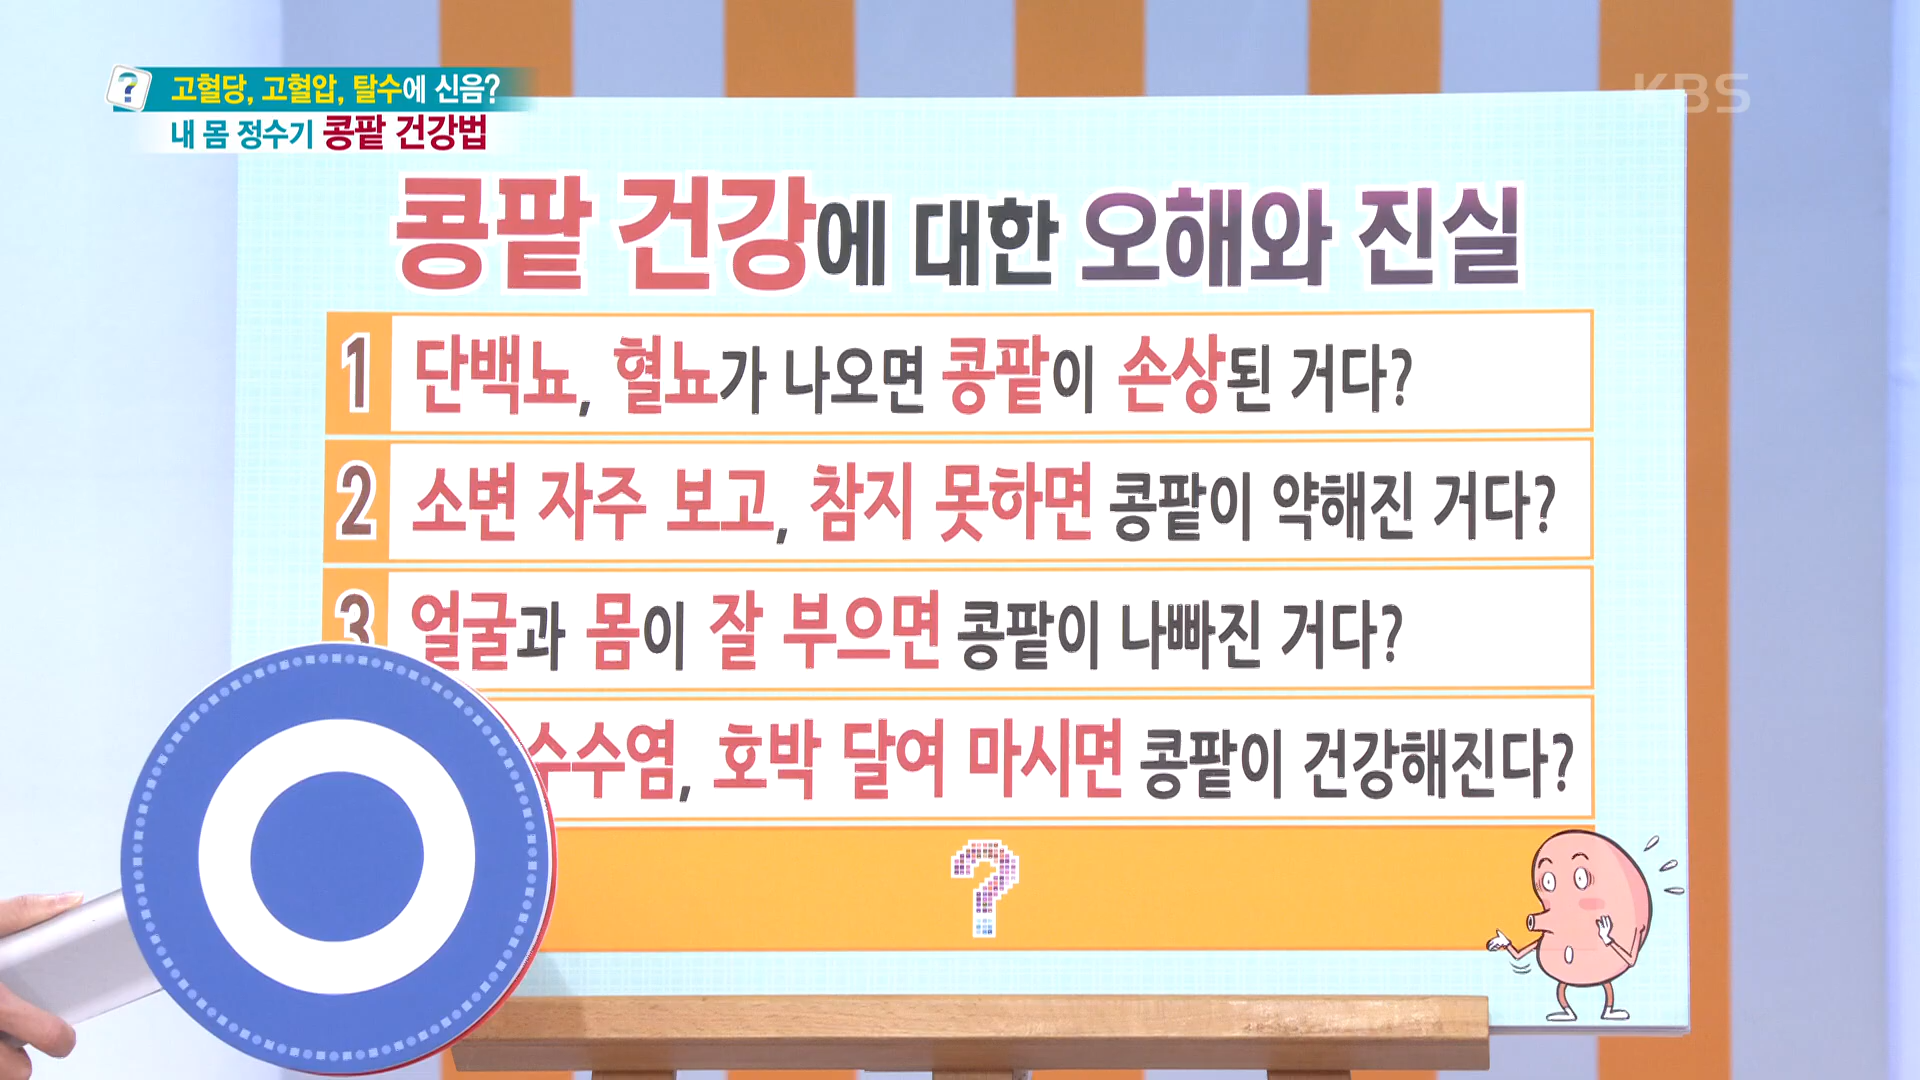 고혈당, 고혈압, 탈수에 신음?
내 몸 정수기 콩팥 건강법
KBS
콩팥 건강에 대한 오해와 진실
1 단백뇨, 혈뇨가 나오면 콩팥이 손상된 거다?
2 소변 자주 보고, 참지 못하면 콩팥이 약해진 거다?
3 얼굴과 몸이 잘 부으면 콩팥이 나빠진 거다?
수수염, 호박 달여 마시면 콩팥이 건강해진다?
?